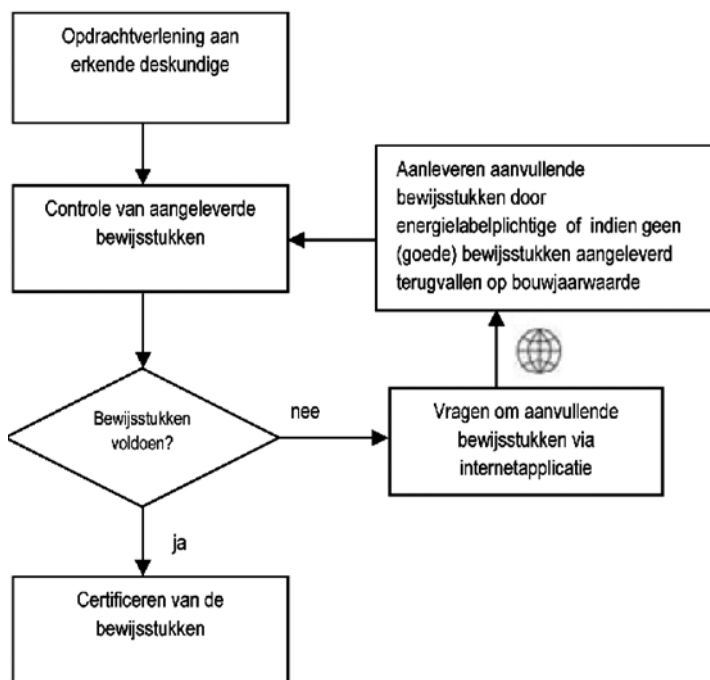 Opdrachtverlening aan
erkende deskundige
Controle van aangeleverde
bewijsstukken
Aanleveren aanvullende
bewijsstukken door
energielabelplichtige of indien geen
(goede) bewijsstukken aangeleverd
terugvallen op bouwjaarwaarde
Bewijsstukken
voldoen?
nee
Vragen om aanvullende
bewijsstukken via
internetapplicatie
ja
Certificeren van de
bewijsstukken